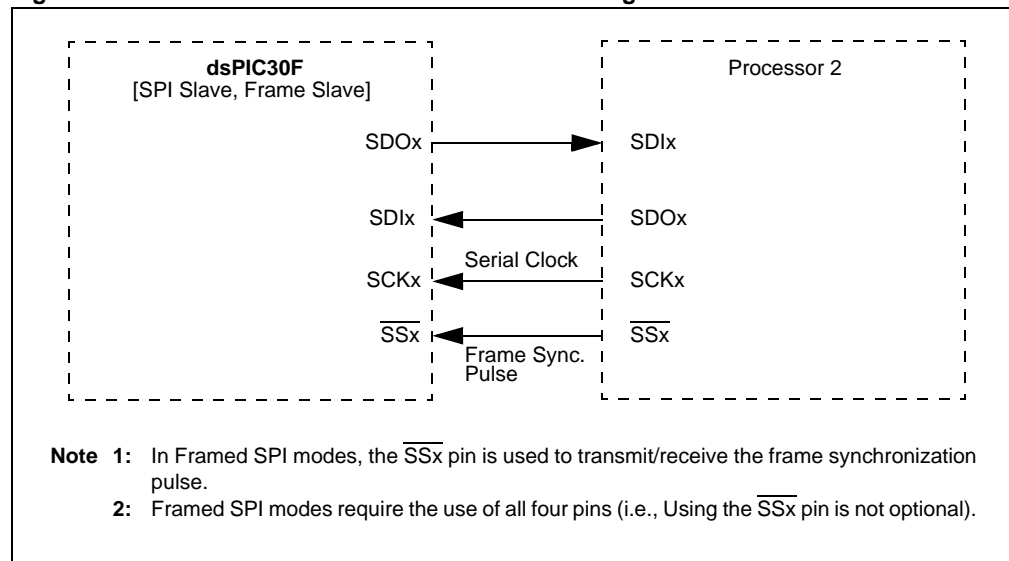 dsPIC30F
[SPI Slave, Frame Slave]
Processor 2
SDOx
SDIx
SDIx
SDOx
Serial Clock
SCKx
SCKx
SSx
SSx
Frame Sync.
Pulse
Note 1: In Framed SPI modes, the SSx pin is used to transmit/receive the frame synchronization
pulse.
2: Framed SPI modes require the use of all four pins (i.e., Using the SSx pin is not optional).